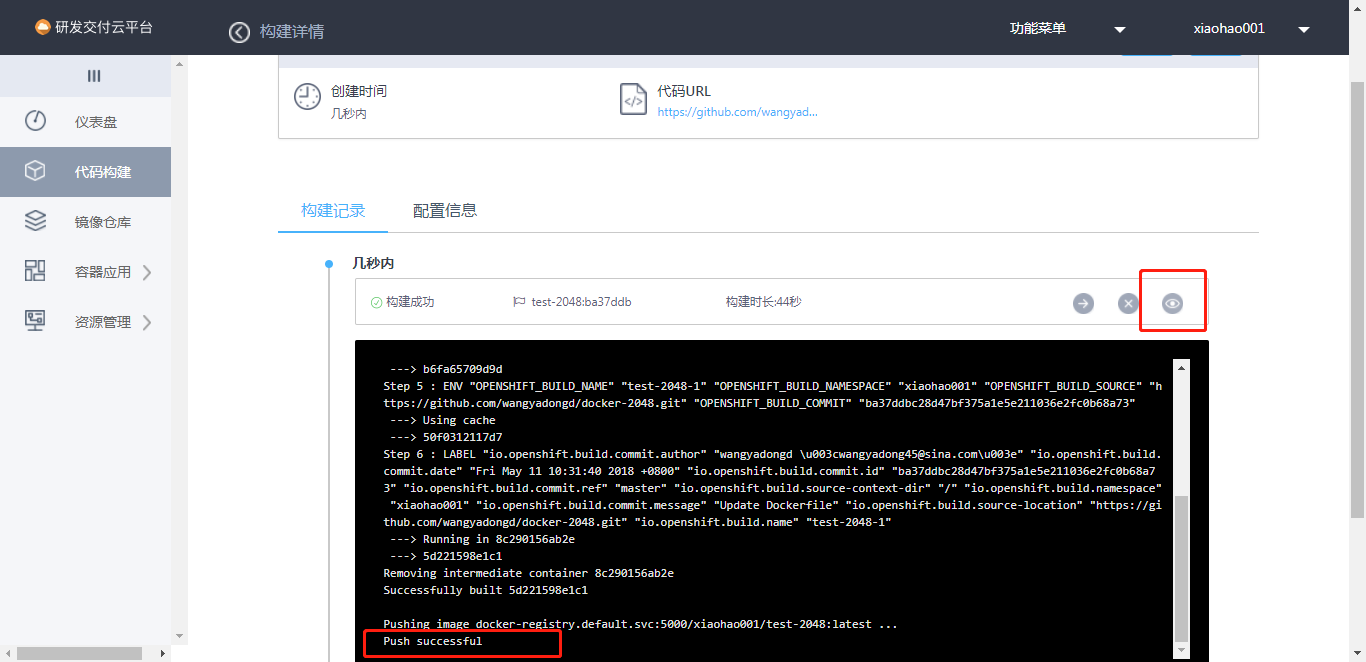 研发交付云平台
构建详情
功能菜单
xiaohao001
仪表盘
代码构建
镜像仓库
容器应用
资源管理
创建时间
几秒内
代码URL
https://github.com/wangyad...
构建记录
配置信息
几秒内
构建成功
test-2048:ba37ddb
构建时长:44秒
---> b6fa65709d9d
Step 5 : ENV "OPENSHIFT_BUILD_NAME" "test-2048-1" "OPENSHIFT_BUILD_NAMESPACE" "xiaohao001" "OPENSHIFT_BUILD_SOURCE" "h
ttps://github.com/wangyadongd/docker-2048.git" "OPENSHIFT_BUILD_COMMIT" "ba37ddbc28d47bf375a1e5e211036e2fc0b68a73"
---> Using cache
---> 50f0312117d7
Step 6 : LABEL "io.openshift.build.commit.author" "wangyadongd \u003cwangyadong45@sina.com\u003e" "io.openshift.build.
commit.date" "Fri May 11 10:31:40 2018 +0800" "io.openshift.build.commit.id" "ba37ddbc28d47bf375a1e5e211036e2fc0b68a7
3" "io.openshift.build.commit.ref" "master" "io.openshift.build.source-context-dir" "/" "io.openshift.build.namespace"
"xiaohao001" "io.openshift.build.commit.message" "Update Dockerfile" "io.openshift.build.source-location" "https://gi
thub.com/wangyadongd/docker-2048.git" "io.openshift.build.name" "test-2048-1"
---> Running in 8c290156ab2e
---> 5d221598e1c1
Removing intermediate container 8c290156ab2e
Successfully built 5d221598e1c1
Pushing image docker-registry.default.svc:5000/xiaohao001/test-2048:latest ...
Push successful